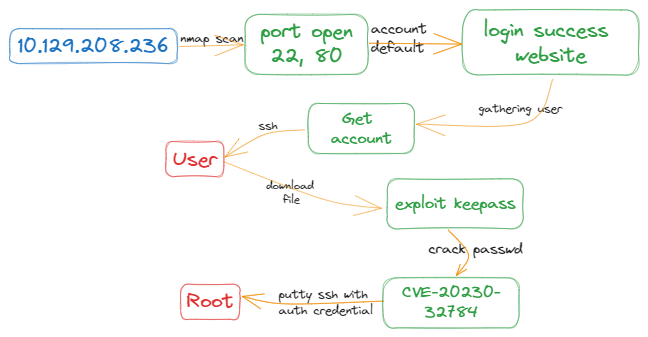 10.129.208.236
nmap scan
port open
22, 80
account
default
login success
website
gathering user
Get
account
ssh
User
download
file
exploit keepass
crack passwd
CVE-20230-
32784
putty ssh with
auth credential
Root